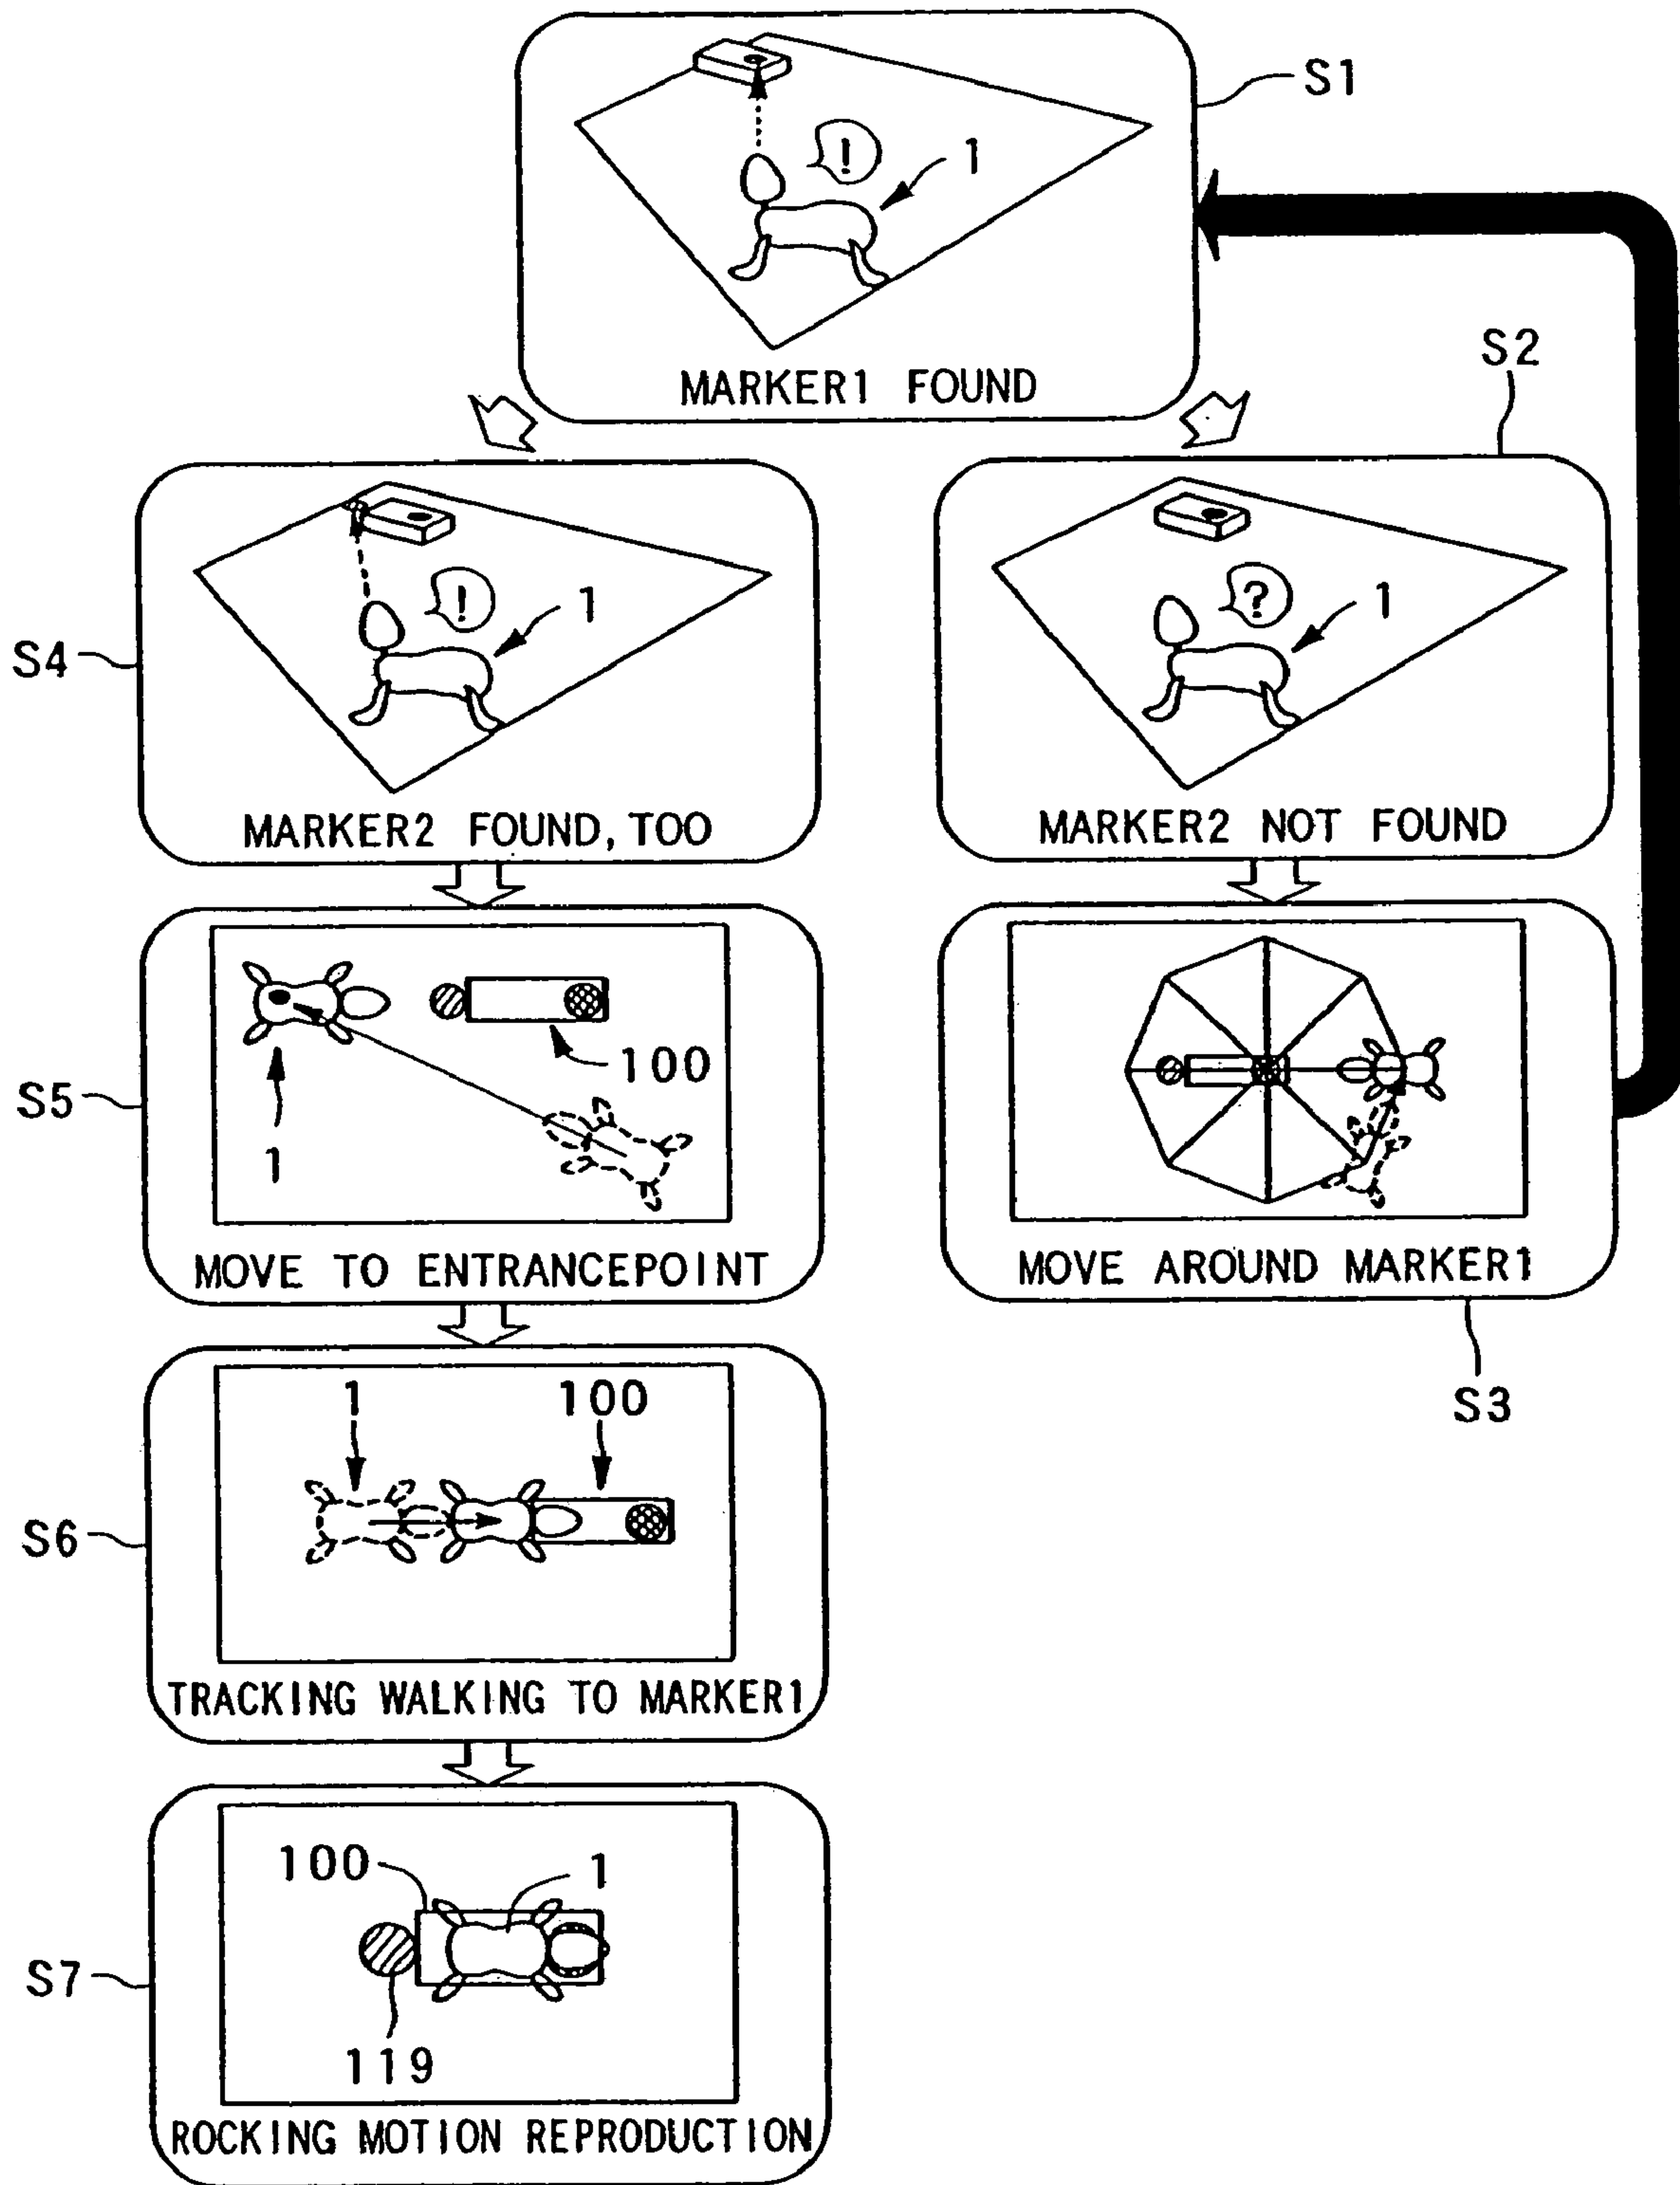 S1
!
1
MARKER1 FOUND
S2
S4
!
1
MARKER2 FOUND, TOO
?
1
MARKER2 NOT FOUND
S5
100
1
MOVE TO ENTRANCEPOINT
MOVE AROUND MARKER1
S3
1
100
S6
TRACKING WALKING TO MARKER1
100
1
S7
119
ROCKING MOTION REPRODUCTION